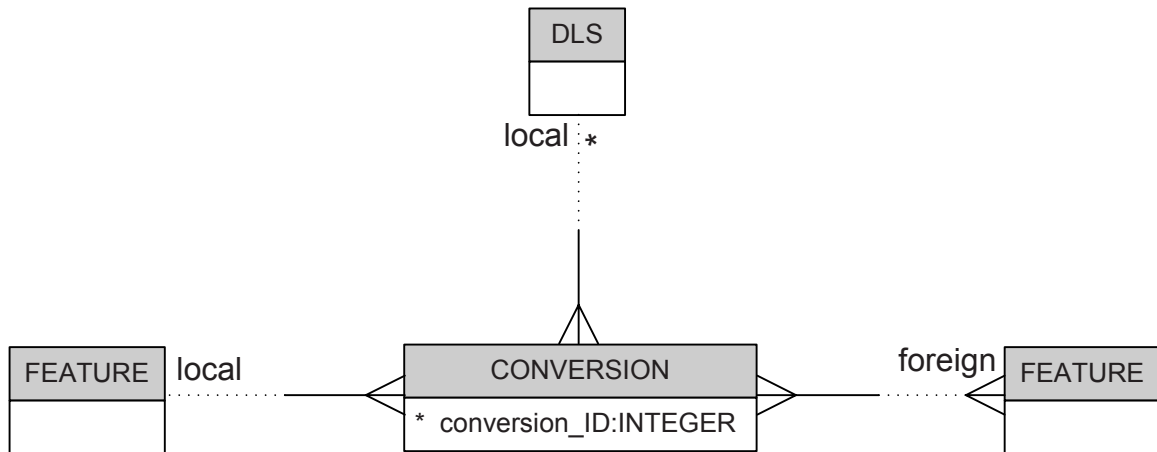 DLS
local *
FEATURE local CONVERSION foreign FEATURE
* conversion_ID:INTEGER